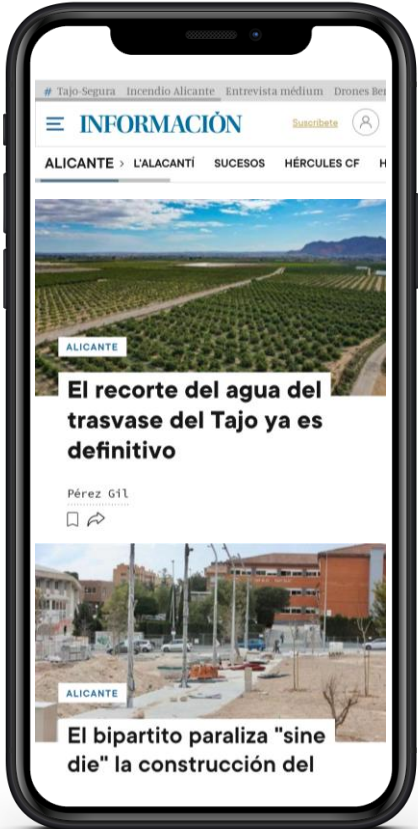 # Tajo-Segura Incendio Alicante Entrevista médium Drones Ber
INFORMACIÓN
Suscríbete
ALICANTE > L'ALACANTÍ SUCESOS HÉRCULES CF H
ALICANTE
El recorte del agua del
trasvase del Tajo ya es
definitivo
Pérez Gil
ALICANTE
El bipartito paraliza "sine
die" la construcción del